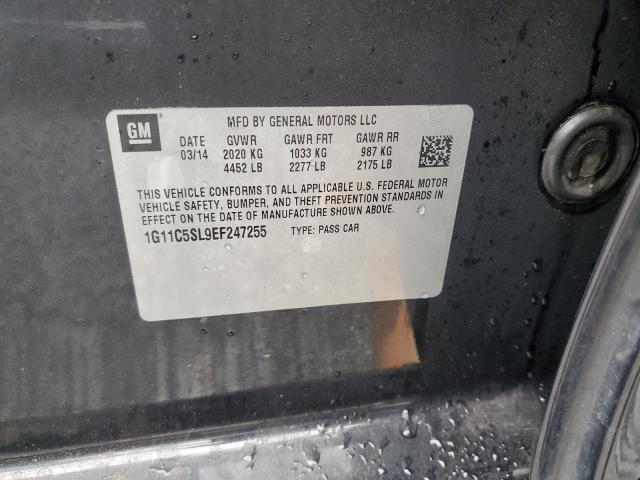 GM
MFD BY GENERAL MOTORS LLC
DATE GVWR GAWR FRT GAWR RR
03/14 2020 KG 1033 KG 987 KG
4452 LB 2277 LB 2175 LB
THIS VEHICLE CONFORMS TO ALL APPLICABLE U.S. FEDERAL MOTOR
VEHICLE SAFETY, BUMPER, AND THEFT PREVENTION STANDARDS IN
EFFECT ON THE DATE OF MANUFACTURE SHOWN ABOVE.
1G11C5SL9EF247255 TYPE: PASS CAR